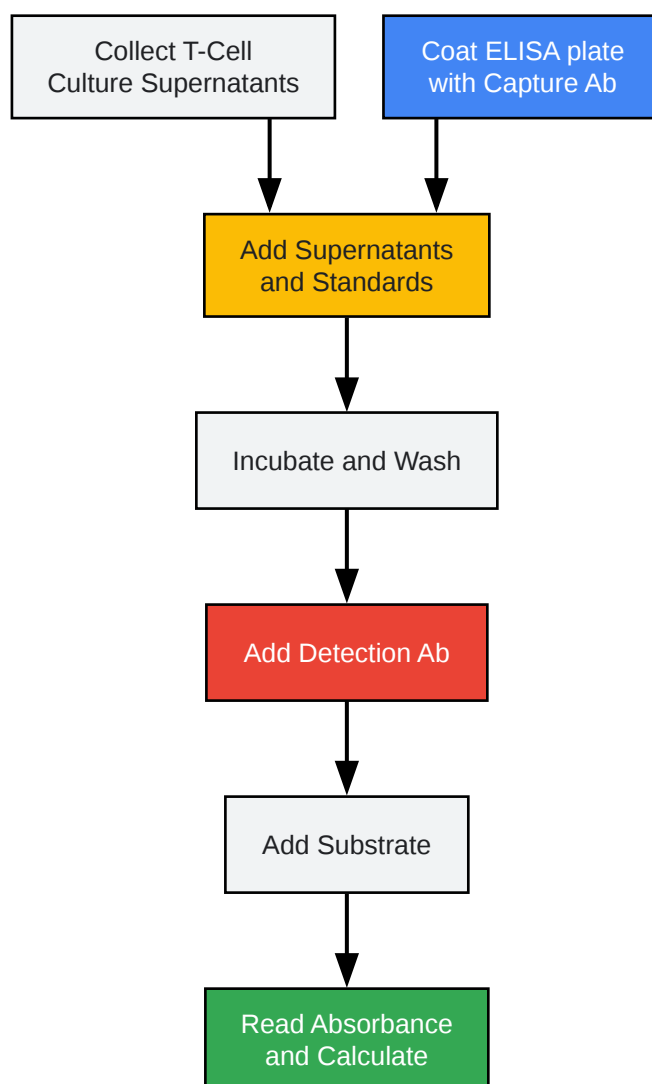 Collect T-Cell
Culture Supernatants
Coat ELISA plate
with Capture Ab
Add Supernatants
and Standards
Incubate and Wash
Add Detection Ab
Add Substrate
Read Absorbance
and Calculate